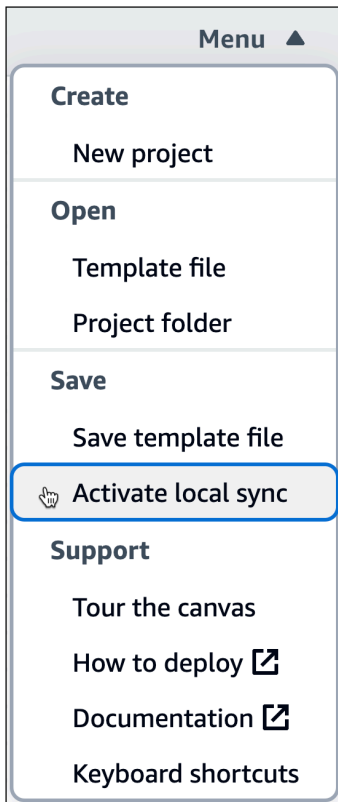 Menu
Create
New project
Open
Template file
Project folder
Save
Save template file
Activate local sync
Support
Tour the canvas
How to deploy
Documentation
Keyboard shortcuts